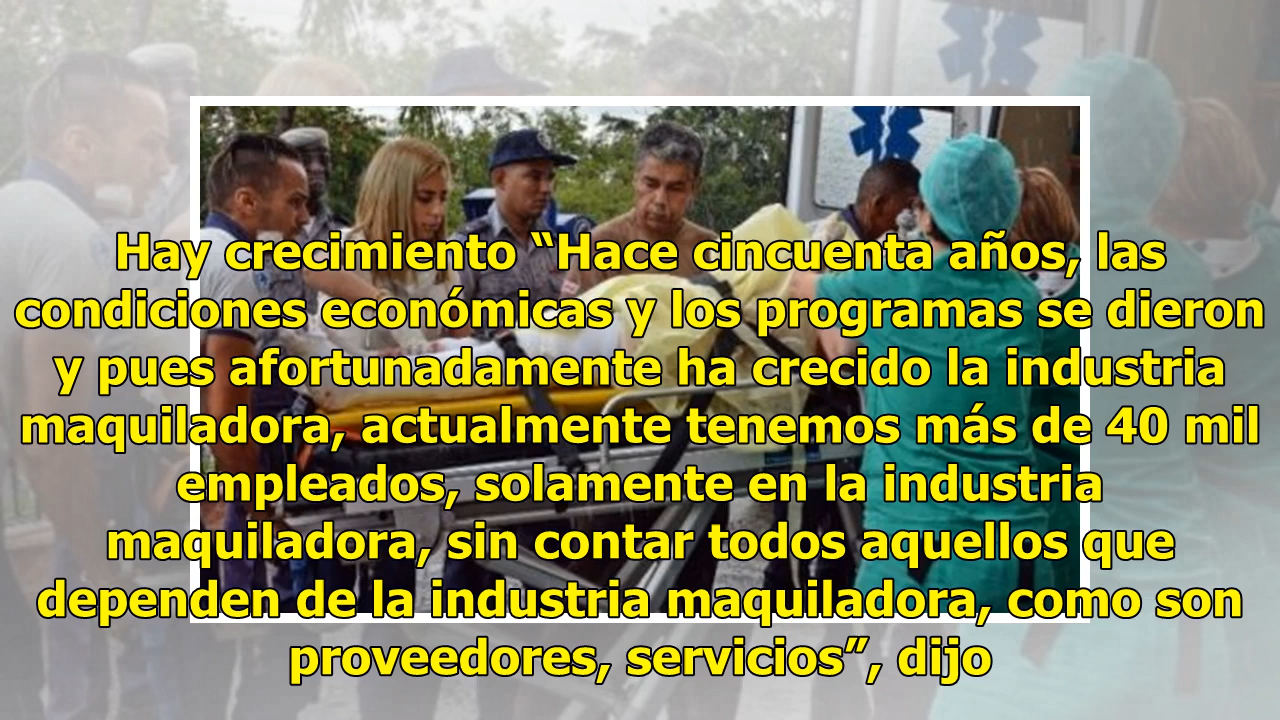 Hay crecimiento “Hace cincuenta años, las
condiciones económicas y los programas se dieron
y pues afortunadamente ha crecido la industria
maquiladora, actualmente tenemos más de 40 mil
empleados, solamente en la industria
maquiladora, sin contar todos aquellos que
dependen de la industria maquiladora, como son
proveedores, servicios”, dijo